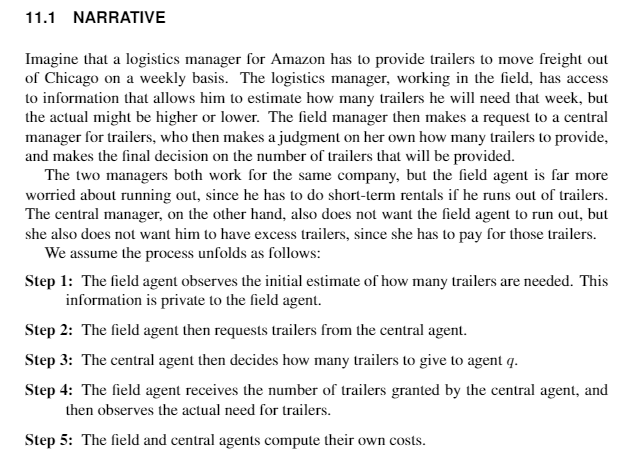 11.1 NARRATIVE
Imagine that a logistics manager for Amazon has to provide trailers to move freight out
of Chicago on a weekly basis. The logistics manager, working in the field, has access
to information that allows him to estimate how many trailers he will need that week, but
the actual might be higher or lower. The field manager then makes a request to a central
manager for trailers, who then makes a judgment on her own how many trailers to provide,
and makes the final decision on the number of trailers that will be provided.
The two managers both work for the same company, but the field agent is far more
worried about running out, since he has to do short-term rentals if he runs out of trailers.
The central manager, on the other hand, also does not want the field agent to run out, but
she also does not want him to have excess trailers, since she has to pay for those trailers.
We assume the process unfolds as follows:
Step 1: The field agent observes the initial estimate of how many trailers are needed. This
information is private to the field agent.
Step 2: The field agent then requests trailers from the central agent.
Step 3: The central agent then decides how many trailers to give to agent q.
Step 4: The field agent receives the number of trailers granted by the central agent, and
then observes the actual need for trailers.
Step 5: The field and central agents compute their own costs.